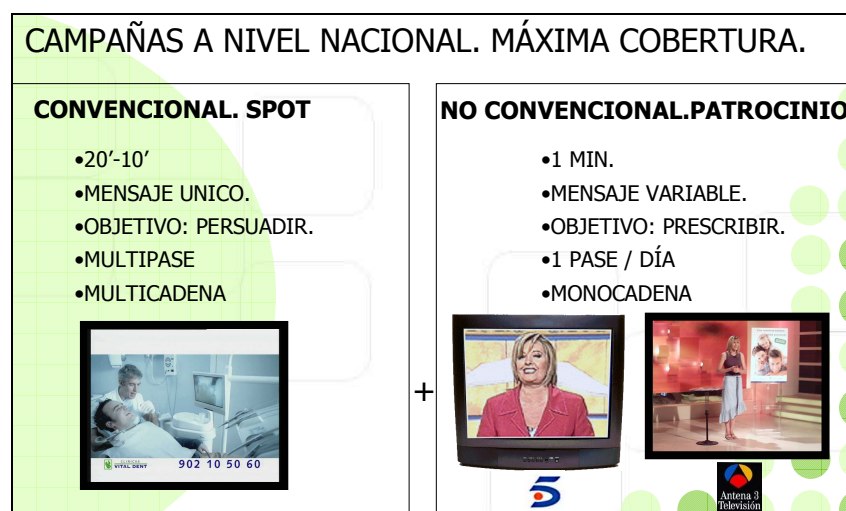 CAMPAÑAS A NIVEL NACIONAL. MÁXIMA COBERTURA.
CONVENCIONAL. SPOT
•20’-10’
•MENSAJE UNICO.
•OBJETIVO: PERSUADIR.
•MULTIPASE
•MULTICADENA
CLINICAS
VITAL DENT
902 10 50 60
+
NO CONVENCIONAL.PATROCINIO
•1 MIN.
•MENSAJE VARIABLE.
•OBJETIVO: PRESCRIBIR.
•1 PASE / DÍA
•MONOCADENA
5
Antena 3
Televisión